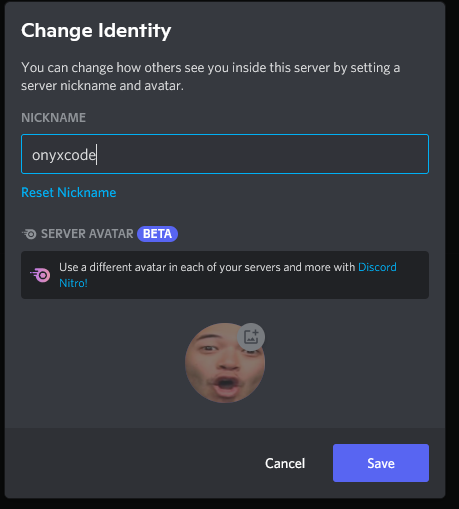 Change Identity
You can change how others see you inside this server by setting a
server nickname and avatar.
NICKNAME
onyxcode
Reset Nickname
SERVER AVATAR BETA
Use a different avatar in each of your servers and more with Discord
Nitro!
Cancel Save